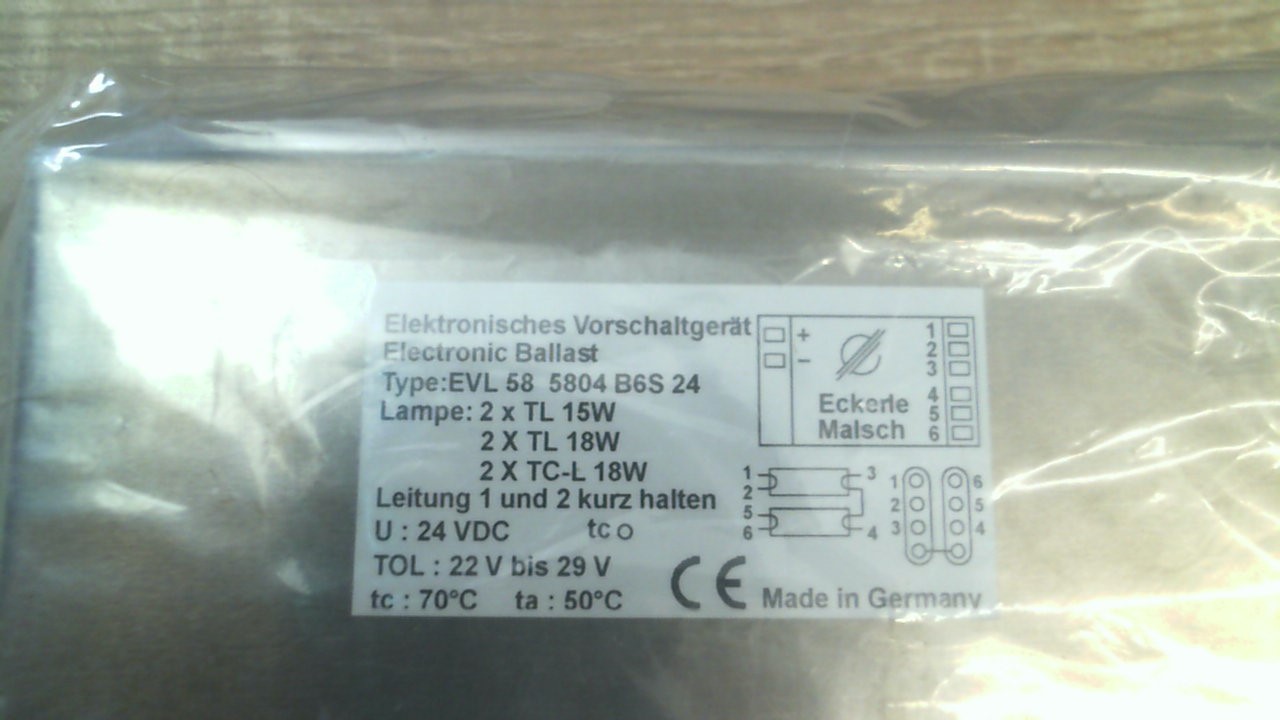 Elektronisches Vorschaltgerät
Electronic Ballast
Type:EVL 58 5804 B6S 24
Lampe: 2 x TL 15W
2 X TL 18W
2 X TC-L 18W
Leitung 1 und 2 kurz halten
U : 24 VDC tc
TOL : 22 V bis 29 V
tc : 70°C ta : 50°C
CE Made in Germany
+ 1
− 2
3
4
5
6
Eckerle
Malsch
1 3
2
5
6 4
1 6
2 5
3 4